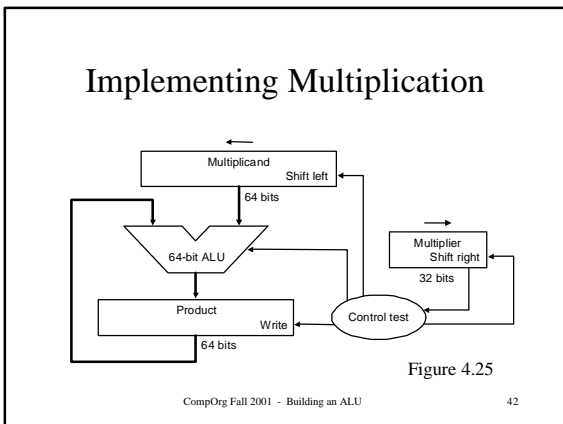 Implementing Multiplication
Multiplicand
Shift left
64 bits
64-bit ALU
Multiplier
Shift right
32 bits
Product
Write
64 bits
Control test
Figure 4.25
CompOrg Fall 2001 - Building an ALU
42